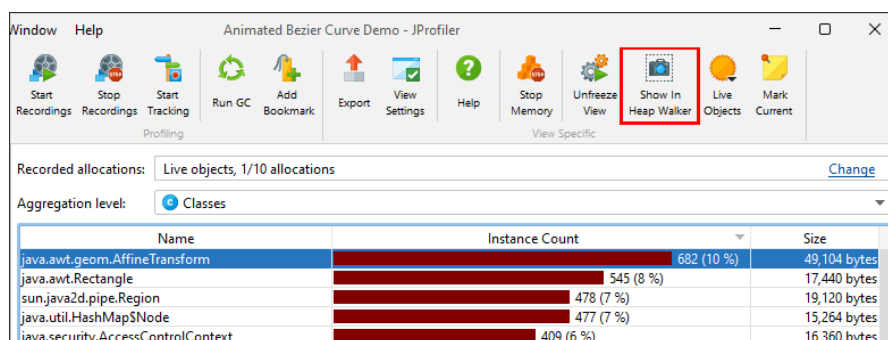 Window Help Animated Bezier Curve Demo - JProfiler
Start Recordings
Stop Recordings
STOP
Start Tracking
Run GC
Add Bookmark
Export
View Settings
Help
Stop Memory
STOP
Unfreeze View
Show In Heap Walker
Live Objects
Mark Current
Profiling View Specific
Recorded allocations: Live objects, 1/10 allocations Change
Aggregation level: C Classes
Name Instance Count Size
java.awt.geom.AffineTransform 682 (10 %) 49,104 bytes
java.awt.Rectangle 545 (8 %) 17,440 bytes
sun.java2d.pipe.Region 478 (7 %) 19,120 bytes
java.util.HashMap$Node 477 (7 %) 15,264 bytes
java.security.AccessControlContext 409 (6 %) 16,360 bytes